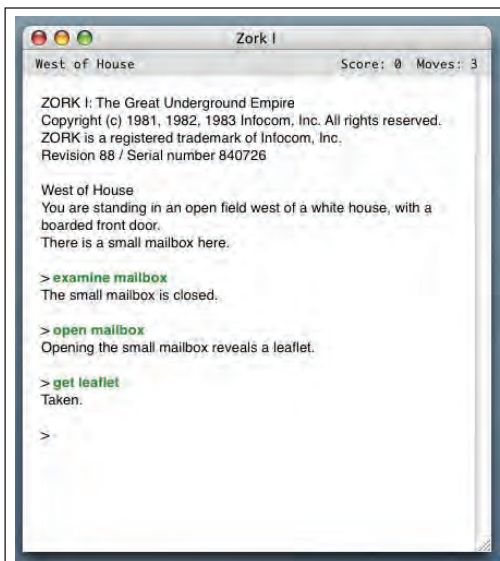 Zork I
West of House Score: 0 Moves: 3
ZORK I: The Great Underground Empire
Copyright (c) 1981, 1982, 1983 Infocom, Inc. All rights reserved.
ZORK is a registered trademark of Infocom, Inc.
Revision 88 / Serial number 840726
West of House
You are standing in an open field west of a white house, with a
boarded front door.
There is a small mailbox here.
>examine mailbox
The small mailbox is closed.
>open mailbox
Opening the small mailbox reveals a leaflet.
>get leaflet
Taken.
>